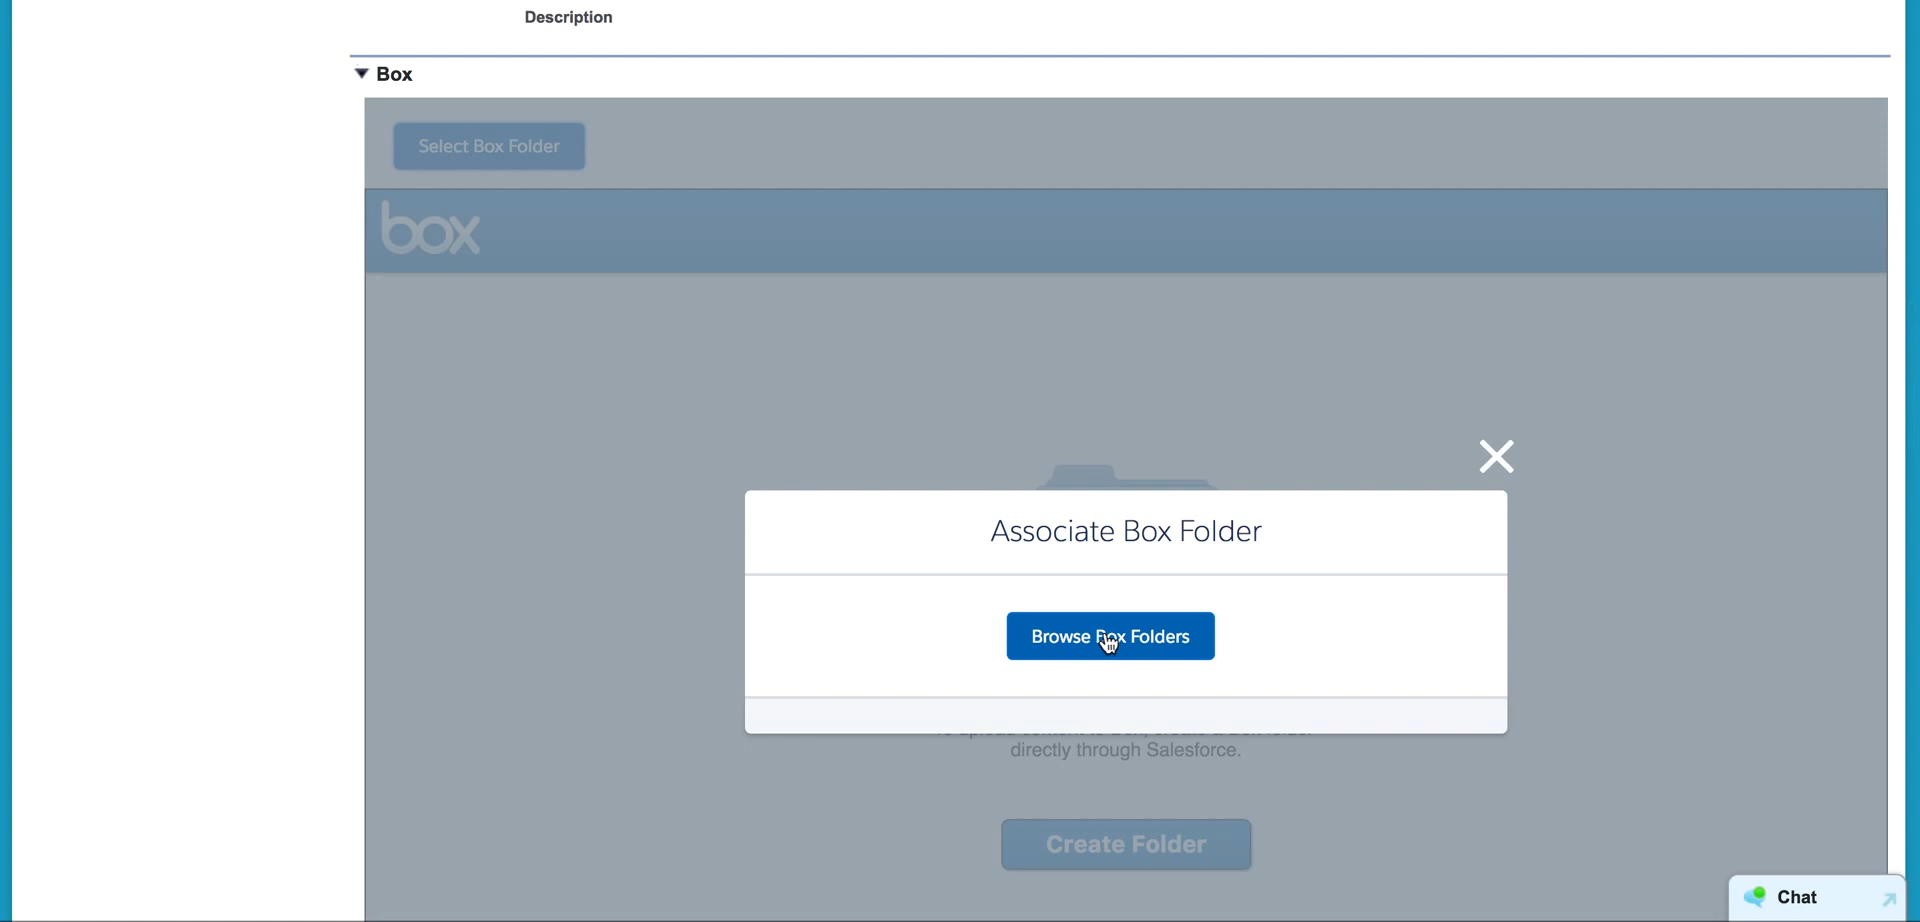 Description
Box
Select Box Folder
box
Associate Box Folder
Browse Box Folders
directly through Salesforce.
Create Folder
Chat